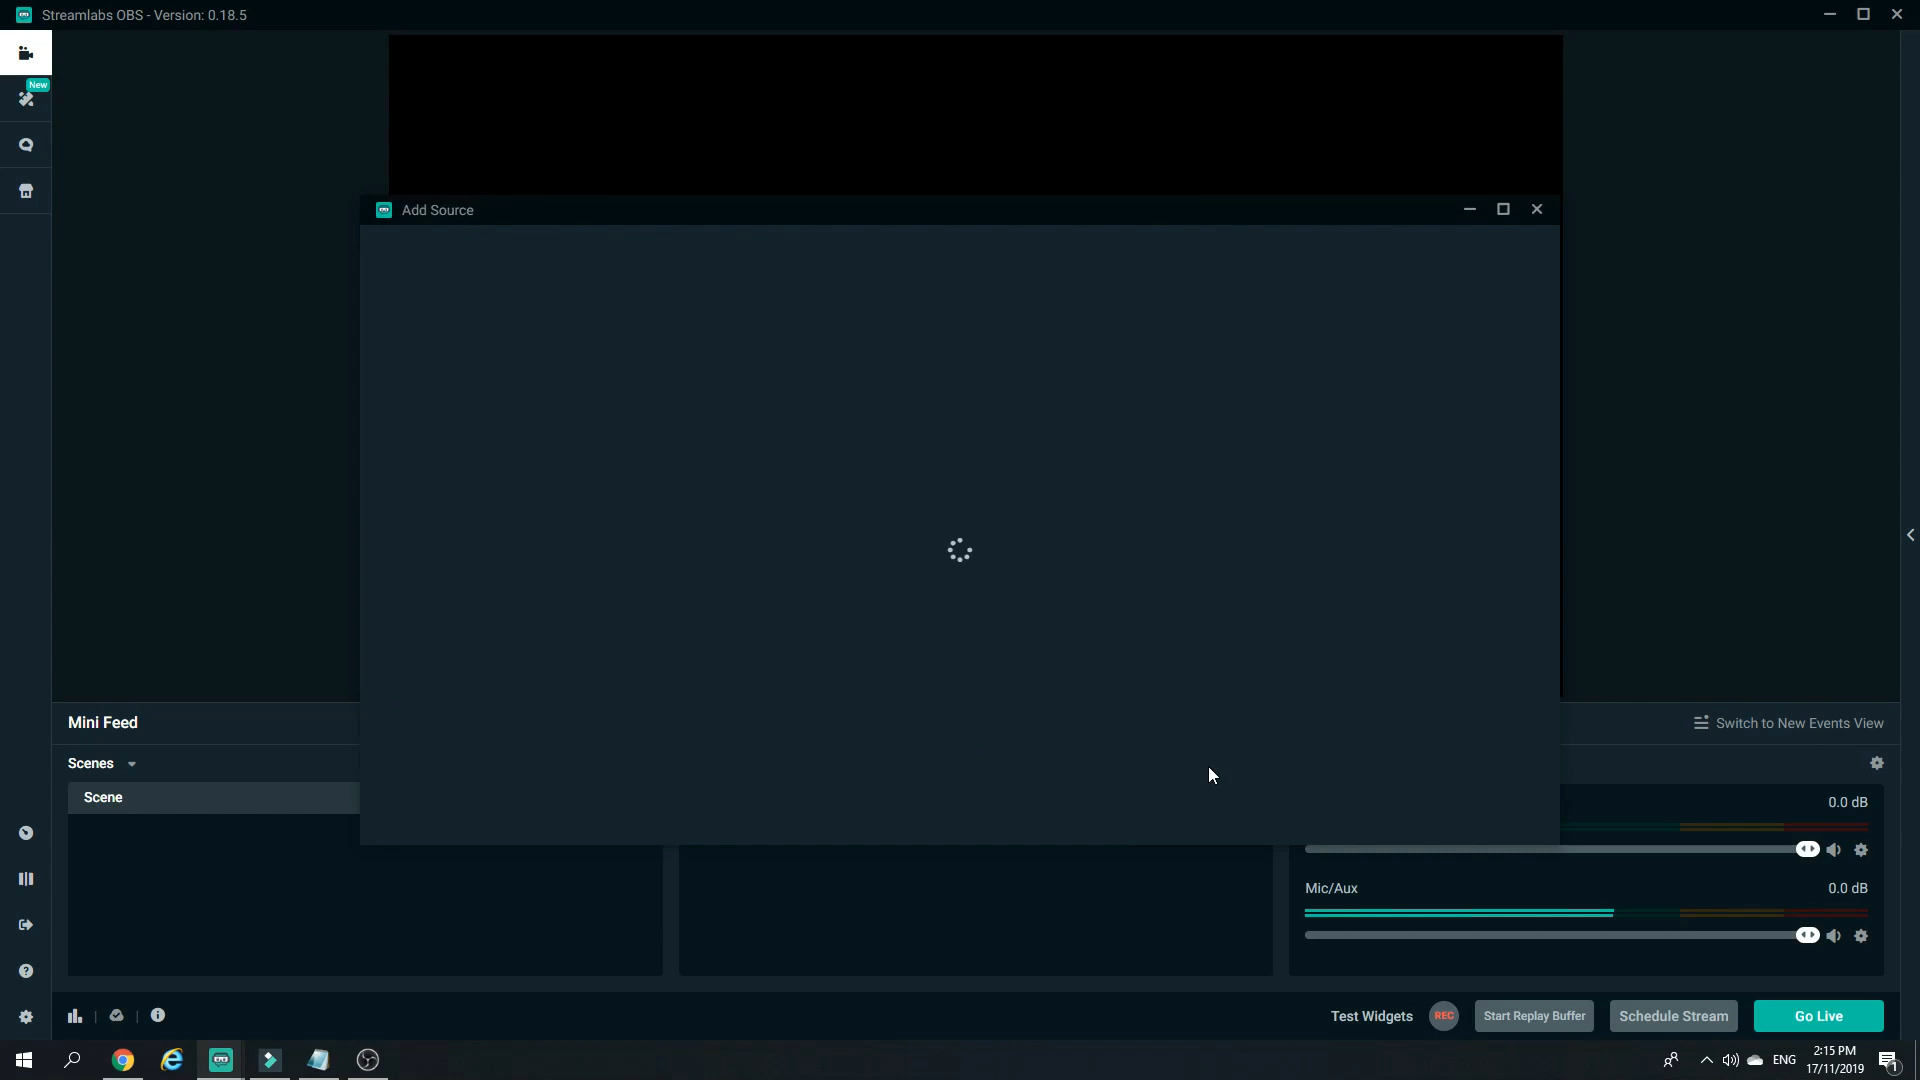 Streamlabs OBS - Version: 0.18.5
New
Add Source
Mini Feed
Switch to New Events View
Scenes
Scene
0.0 dB
Mic/Aux
0.0 dB
Test Widgets
REC
Start Replay Buffer
Schedule Stream
Go Live
ENG
2:15 PM
17/11/2019
1